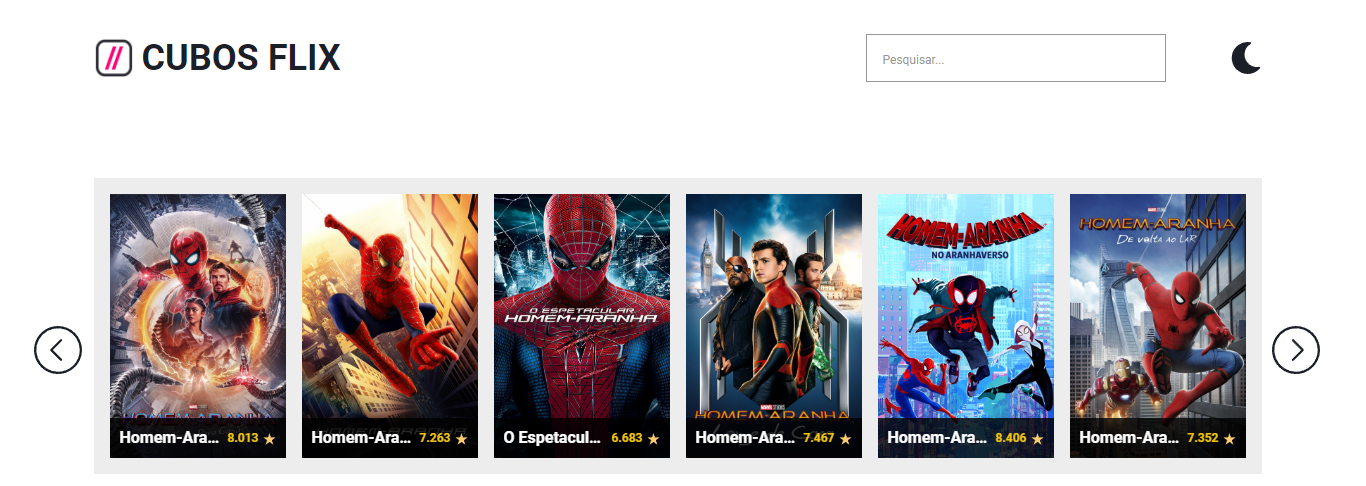 CUBOS FLIX
Pesquisar...
HOMEM-ARANHA
Homem-Ara... 8.013
HOMEM-ARANHA
Homem-Ara... 7.263
O ESPETACULAR
HOMEM-ARANHA
O Espetacul... 6.683
HOMEM-ARANHA
Homem-Ara... 7.467
HOMEM-ARANHA
NO ARANHAVERSO
Homem-Ara... 8.406
HOMEM-ARANHA
De volta ao LAR
Homem-Ara... 7.352